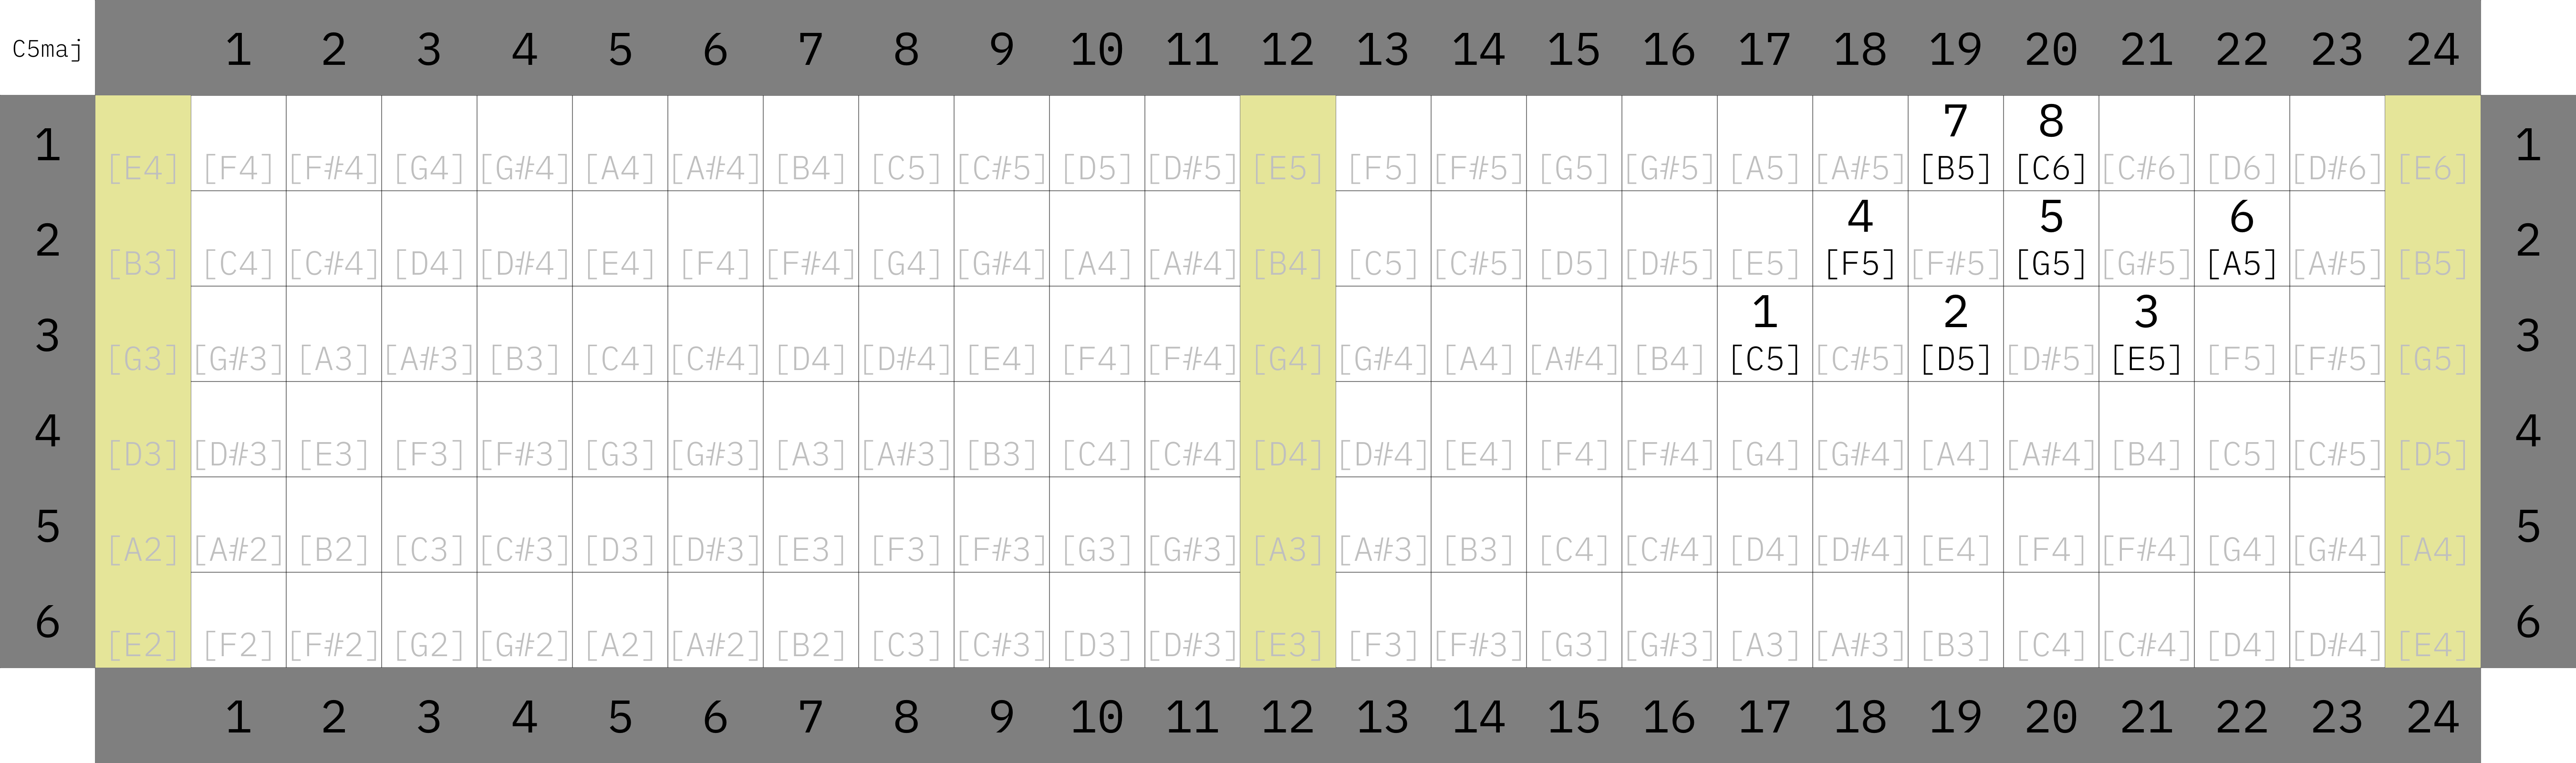 C5maj 1 2 3 4 5 6 7 8 9 10 11 12 13 14 15 16 17 18 19 20 21 22 23 24
7 8
1 [E4] [F4] [F#4] [G4] [G#4] [A4] [A#4] [B4] [C5] [C#5] [D5] [D#5] [E5] [F5] [F#5] [G5] [G#5] [A5] [A#5] [B5] [C6] [C#6] [D6] [D#6] [E6] 1
4 5 6
2 [B3] [C4] [C#4] [D4] [D#4] [E4] [F4] [F#4] [G4] [G#4] [A4] [A#4] [B4] [C5] [C#5] [D5] [D#5] [E5] [F5] [F#5] [G5] [G#5] [A5] [A#5] [B5] 2
1 2 3
3 [G3] [G#3] [A3] [A#3] [B3] [C4] [C#4] [D4] [D#4] [E4] [F4] [F#4] [G4] [G#4] [A4] [A#4] [B4] [C5] [C#5] [D5] [D#5] [E5] [F5] [F#5] [G5] 3
4 [D3] [D#3] [E3] [F3] [F#3] [G3] [G#3] [A3] [A#3] [B3] [C4] [C#4] [D4] [D#4] [E4] [F4] [F#4] [G4] [G#4] [A4] [A#4] [B4] [C5] [C#5] [D5] 4
5 [A2] [A#2] [B2] [C3] [C#3] [D3] [D#3] [E3] [F3] [F#3] [G3] [G#3] [A3] [A#3] [B3] [C4] [C#4] [D4] [D#4] [E4] [F4] [F#4] [G4] [G#4] [A4] 5
6 [E2] [F2] [F#2] [G2] [G#2] [A2] [A#2] [B2] [C3] [C#3] [D3] [D#3] [E3] [F3] [F#3] [G3] [G#3] [A3] [A#3] [B3] [C4] [C#4] [D4] [D#4] [E4] 6
1 2 3 4 5 6 7 8 9 10 11 12 13 14 15 16 17 18 19 20 21 22 23 24